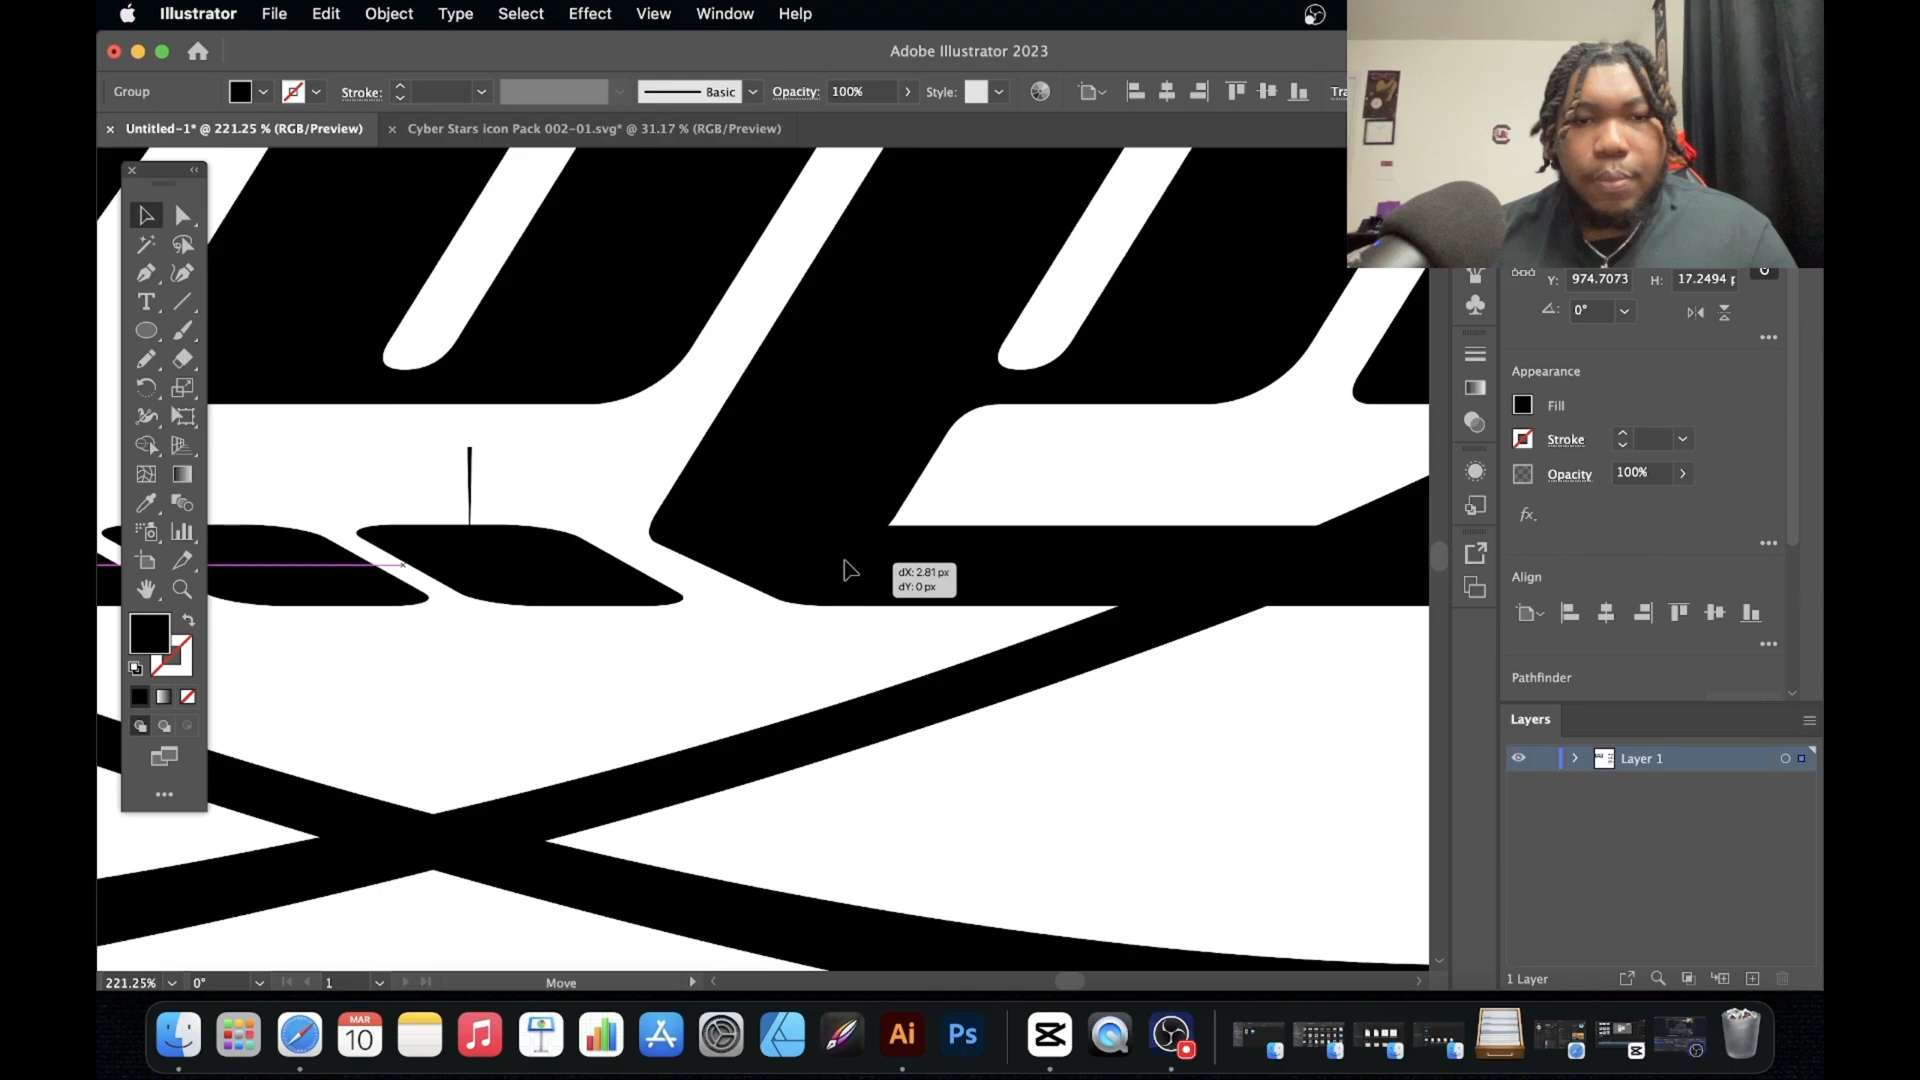 Illustrator File Edit Object Type Select Effect View Window Help
Adobe Illustrator 2023
Group Stroke: Basic Opacity: 100% Style:
Untitled-1* @ 221.25 % (RGB/Preview) Cyber Stars icon Pack 002-01.svg* @ 31.17 % (RGB/Preview)
Y: 974.7073 H: 17.2494
0°
Appearance
Fill
Stroke
Opacity 100%
fx.
dX: 2.81 px
dY: 0 px
Align
Pathfinder
Layers
Layer 1
221.25% 0° 1 Move
1 Layer
MAR
10
Ai Ps